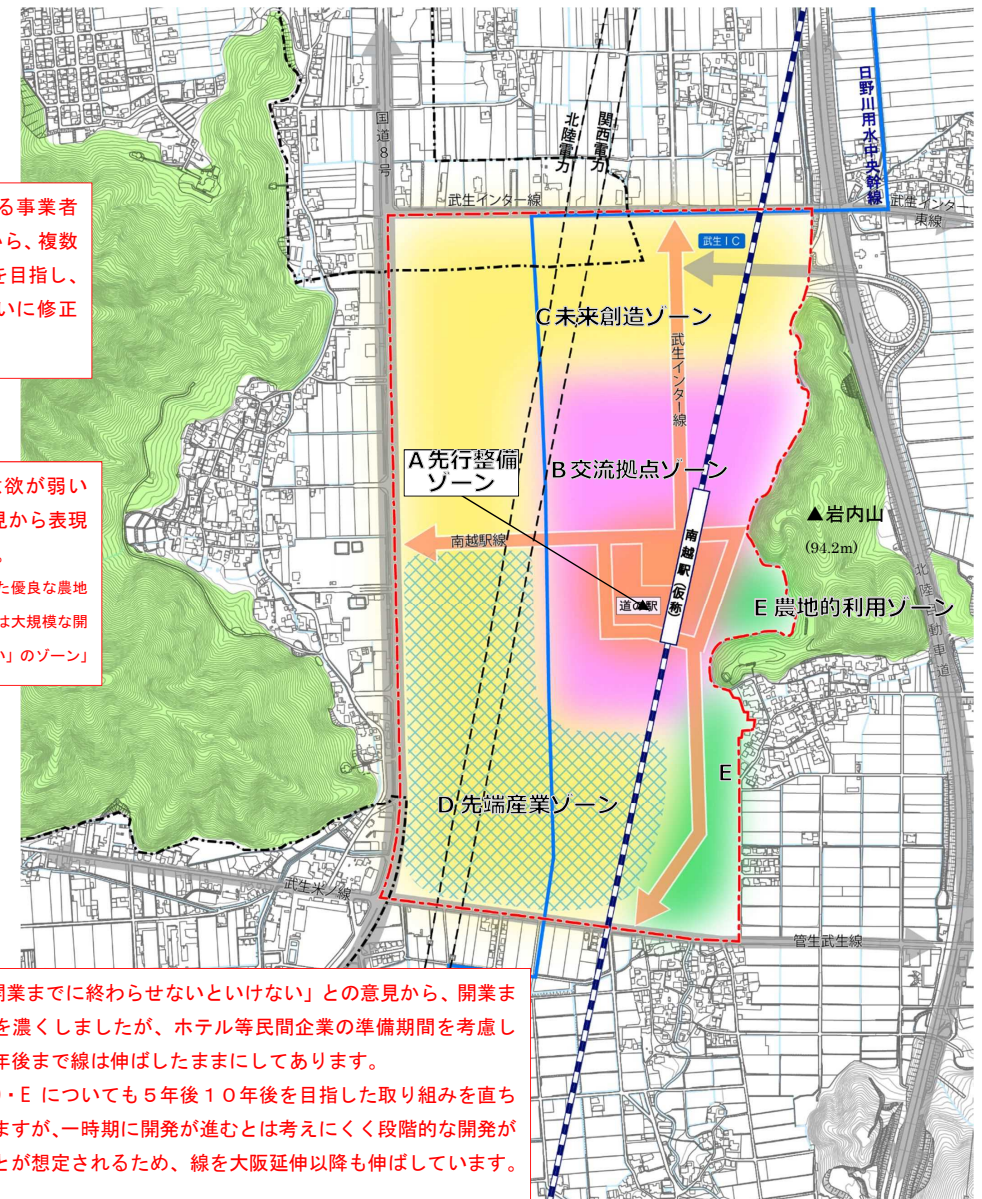 日野川用水中央幹線
国道8号
関西電力
北陸電力
武生インター線
武生インター
東線
る事業者
から、複数
を目指し、
いに修正
武生IC
C未来創造ゾーン
武生インター線
欲が弱い
見から表現
。
た優良な農地
は大規模な開
い」のゾーン」
A先行整備
ゾーン
B交流拠点ゾーン
▲岩内山
(94.2m)
南越駅線
南越駅(仮称)
道の駅
E農地的利用ゾーン
北陸自動車道
E
D先端産業ゾーン
武生米ノ線
管生武生線
開業までに終わらせないといけない」との意見から、開業ま
を濃くしましたが、ホテル等民間企業の準備期間を考慮し
年後まで線は伸ばしたままにしてあります。
・E についても5年後10年後を目指した取り組みを直ち
ますが、一時期に開発が進むとは考えにくく段階的な開発が
とが想定されるため、線を大阪延伸以降も伸ばしています。